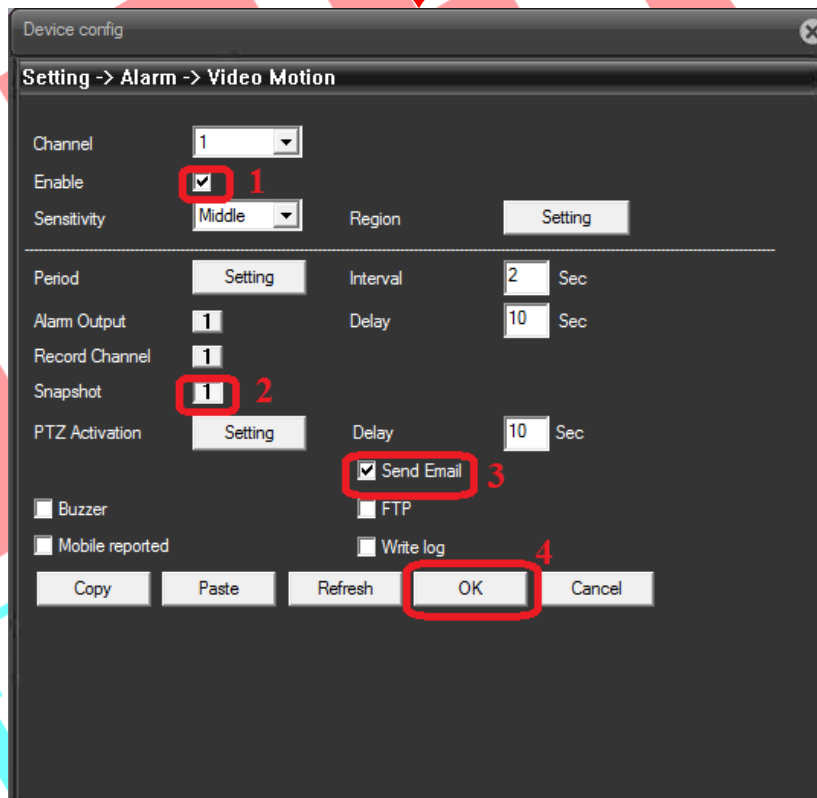 Device config
Setting -> Alarm -> Video Motion
Channel 1
Enable 1
Sensitivity Middle Region Setting
Period Setting Interval 2 Sec
Alarm Output 1 Delay 10 Sec
Record Channel 1
Snapshot 1 2
PTZ Activation Setting Delay 10 Sec
Send Email 3
Buzzer FTP
Mobile reported Write log 4
Copy Paste Refresh OK Cancel